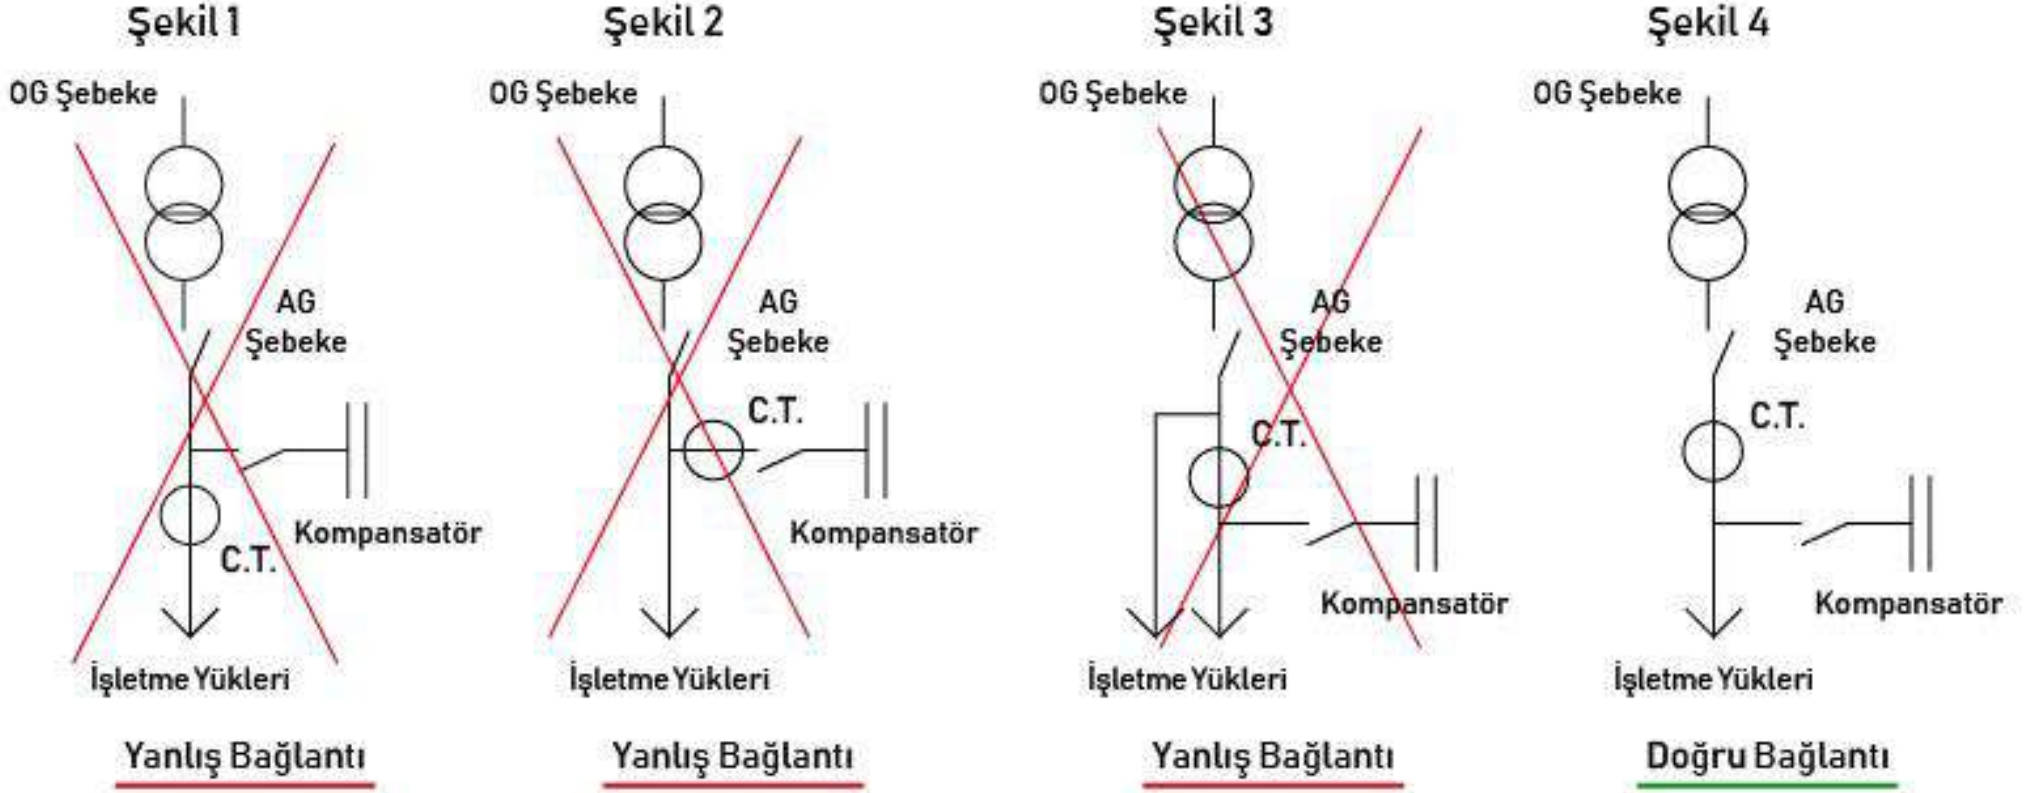 Şekil 1
OG Şebeke
AG
Şebeke
Kompansatör
C.T.
İşletme Yükleri
Yanlış Bağlantı
Şekil 2
OG Şebeke
AG
Şebeke
C.T.
Kompansatör
İşletme Yükleri
Yanlış Bağlantı
Şekil 3
OG Şebeke
AG
Şebeke
C.T.
Kompansatör
İşletme Yükleri
Yanlış Bağlantı
Şekil 4
OG Şebeke
AG
Şebeke
C.T.
Kompansatör
İşletme Yükleri
Doğru Bağlantı